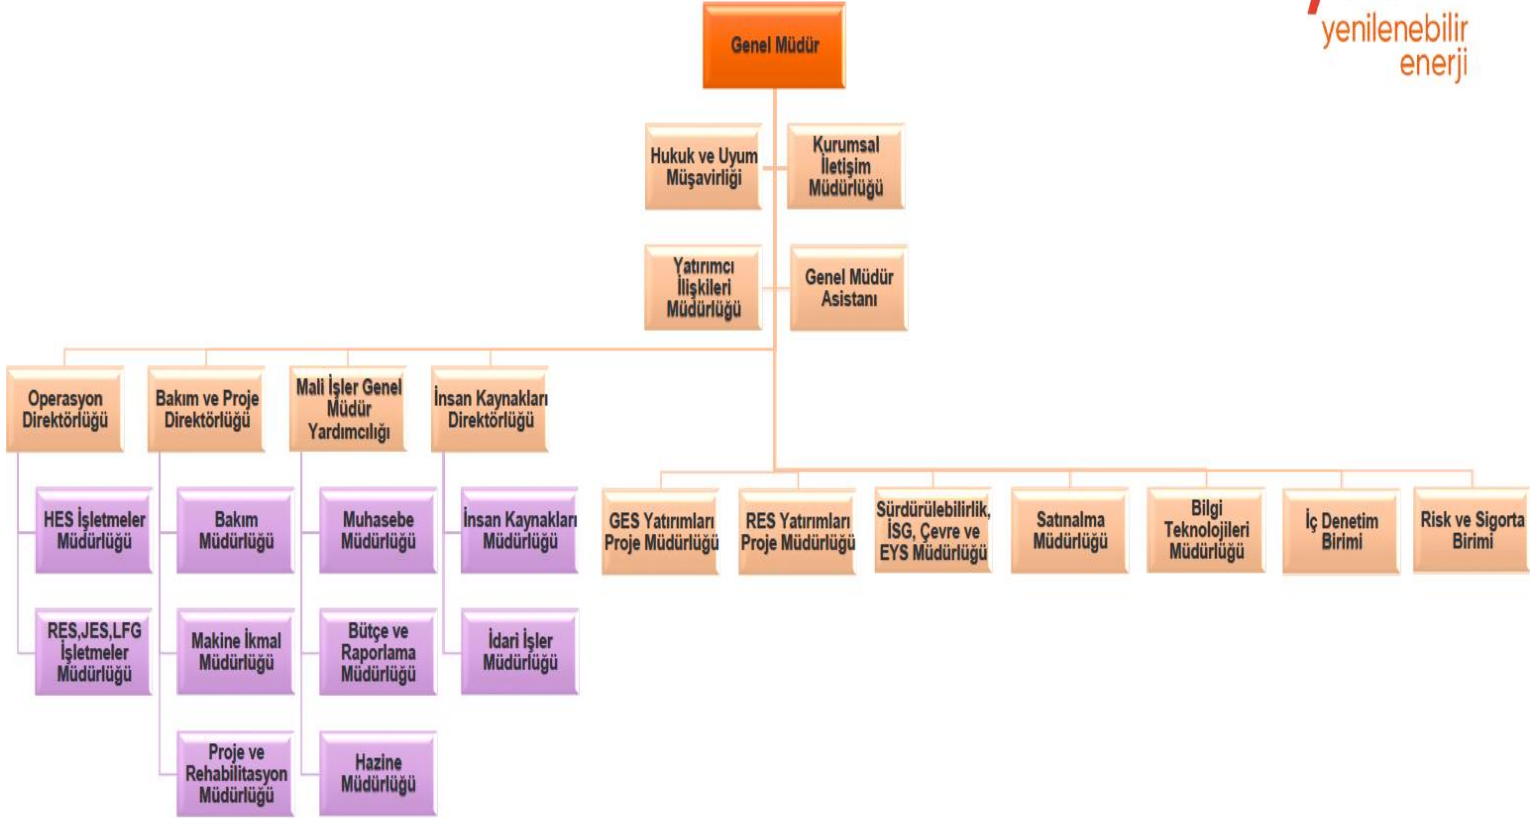 yenilenebilir
enerji
Genel Müdür
Hukuk ve Uyum
Müşavirliği
Kurumsal
İletişim
Müdürlüğü
Yatırımcı
İlişkileri
Müdürlüğü
Genel Müdür
Asistanı
Operasyon
Direktörlüğü
Bakım ve Proje
Direktörlüğü
Mali İşler Genel
Müdür
Yardımcılığı
İnsan Kaynakları
Direktörlüğü
HES İşletmeler
Müdürlüğü
Bakım
Müdürlüğü
Muhasebe
Müdürlüğü
İnsan Kaynakları
Müdürlüğü
GES Yatırımları
Proje Müdürlüğü
RES Yatırımları
Proje Müdürlüğü
Sürdürülebilirlik,
İSG, Çevre ve
EYS Müdürlüğü
Satınalma
Müdürlüğü
Bilgi
Teknolojileri
Müdürlüğü
İç Denetim
Birimi
Risk ve Sigorta
Birimi
RES,JES,LFG
İşletmeler
Müdürlüğü
Makine İkmal
Müdürlüğü
Bütçe ve
Raporlama
Müdürlüğü
İdari İşler
Müdürlüğü
Proje ve
Rehabilitasyon
Müdürlüğü
Hazine
Müdürlüğü